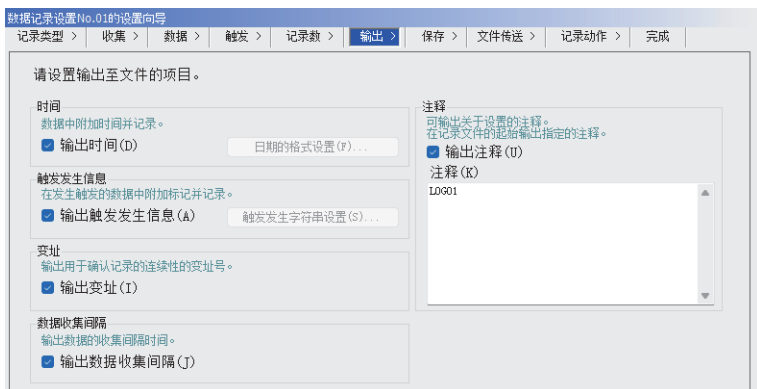 数据记录设置No.01的设置向导
记录类型 > 收集 > 数据 > 触发 > 记录数 > 输出 > 保存 > 文件传送 > 记录动作 > 完成
请设置输出至文件的项目。
时间
数据中附加时间并记录。
输出时间(D)
日期的格式设置(F)...
触发发生信息
在发生触发的数据中附加标记并记录。
输出触发发生信息(A)
触发发生字符串设置(S)...
变址
输出用于确认记录的连续性的变址号。
输出变址(I)
数据收集间隔
输出数据的收集间隔时间。
输出数据收集间隔(J)
注释
可输出关于设置的注释。
在记录文件的起始输出指定的注释。
输出注释(U)
注释(K)
LOG01